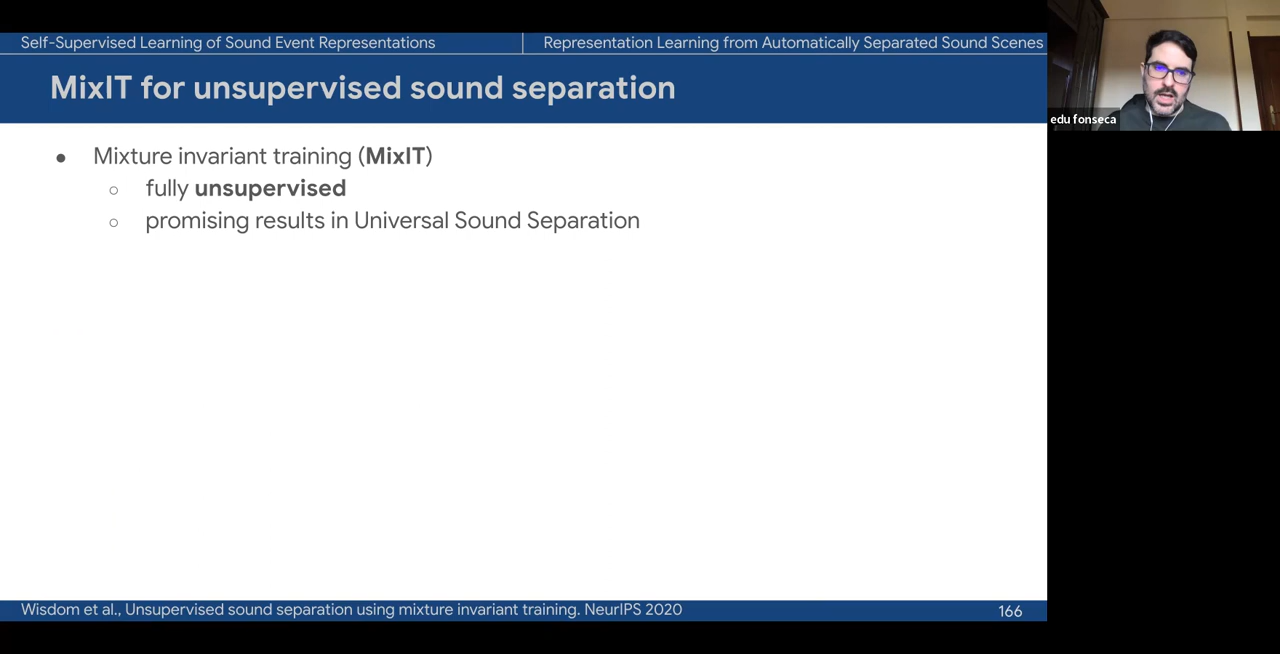 Self-Supervised Learning of Sound Event Representations
Representation Learning from Automatically Separated Sound Scenes
MixIT for unsupervised sound separation
edu fonseca
● Mixture invariant training (MixIT)
○ fully unsupervised
○ promising results in Universal Sound Separation
Wisdom et al., Unsupervised sound separation using mixture invariant training. NeurIPS 2020
166